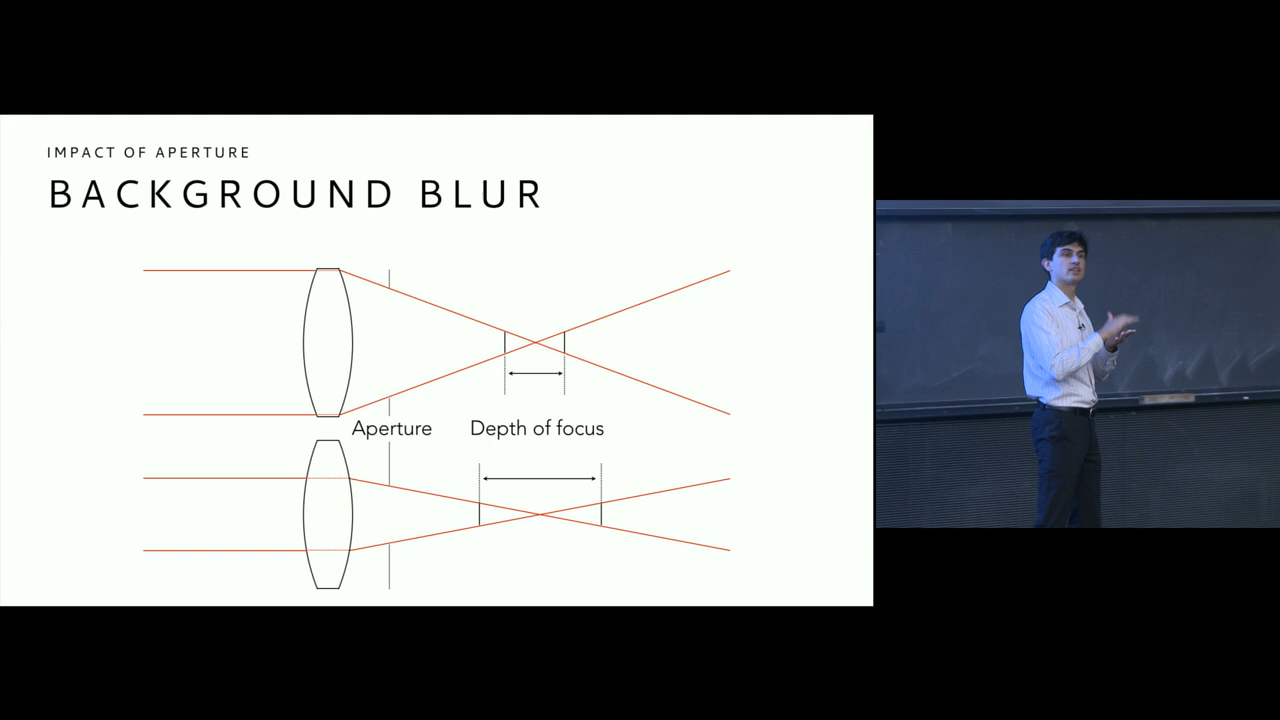 IMPACT OF APERTURE
BACKGROUND BLUR
Aperture
Depth of focus